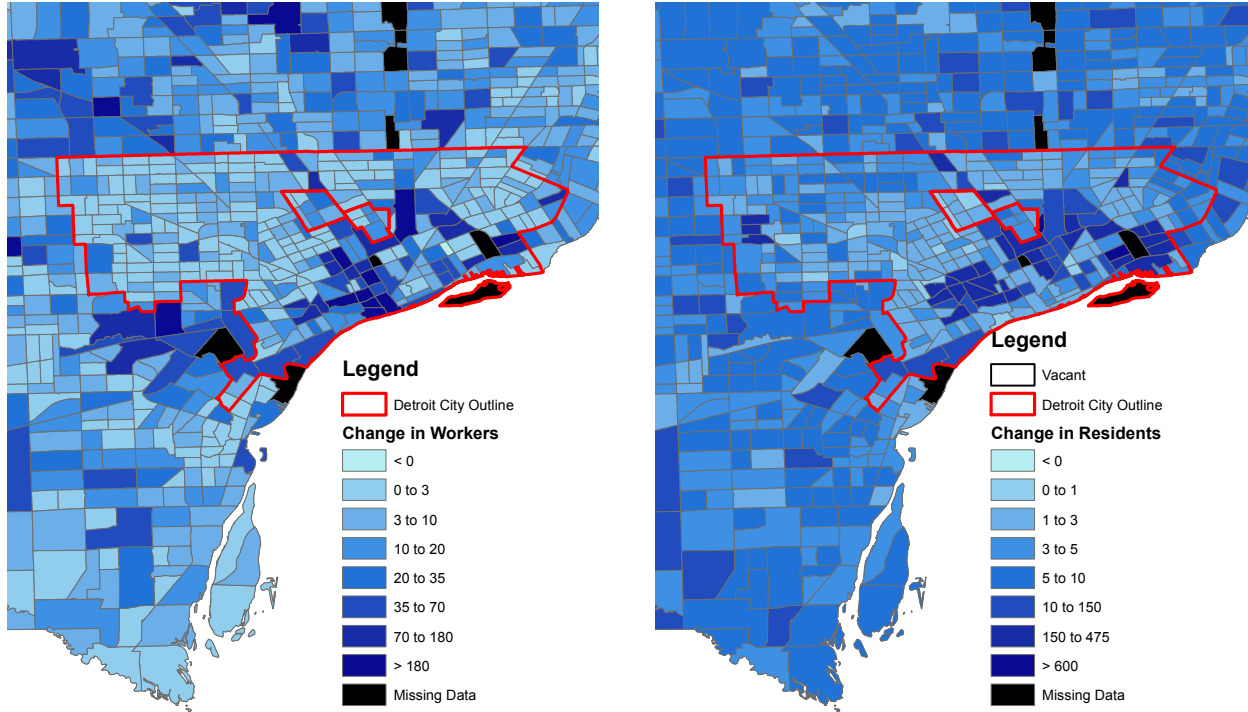 Legend
Detroit City Outline
Change in Workers
< 0
0 to 3
3 to 10
10 to 20
20 to 35
35 to 70
70 to 180
> 180
Missing Data
Legend
Vacant
Detroit City Outline
Change in Residents
< 0
0 to 1
1 to 3
3 to 5
5 to 10
10 to 150
150 to 475
> 600
Missing Data